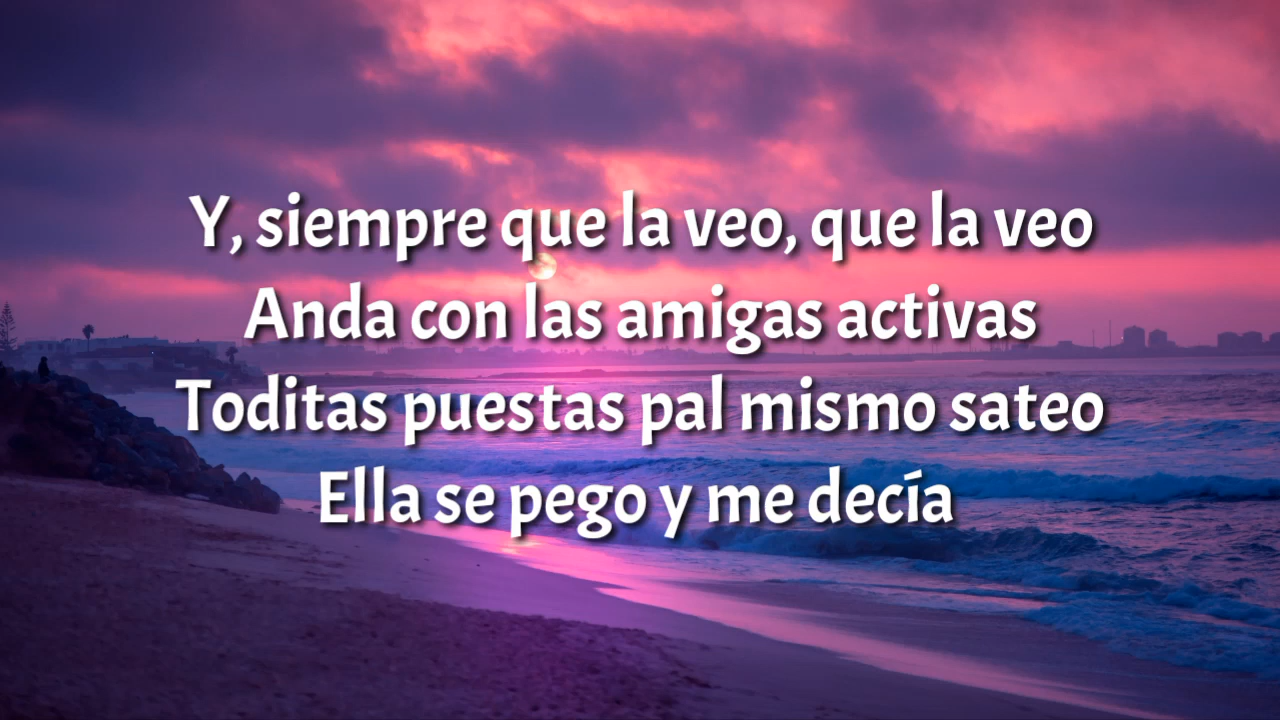 Y, siempre que la veo, que la veo
Anda con las amigas activas
Toditas puestas pal mismo sateo
Ella se pego y me decía